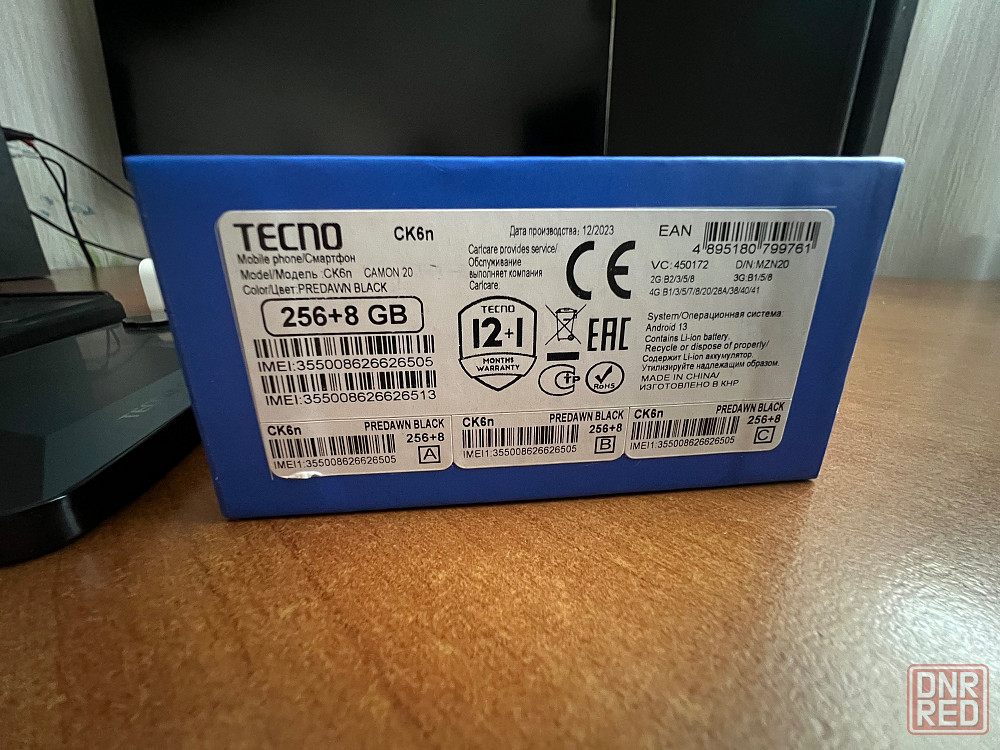 TECNO CK6n
Mobile phone/Смартфон
Model/Модель :CK6n CAMON 20
Color/Цвет:PREDAWN BLACK
256+8 GB
IMEI:355008626626505
IMEI:355008626626513
Дата производства: 12/2023
Carlcare provides service/
Обслуживание
выполняет компания
Carlcare:
CE
TECNO
12+1
MONTHS
WARRANTY
EAC
RoHS
EAN
4 895180 799761
VC: 450172 D/N:MZN20
2G B2/3/5/8 3G:B1/5/8
4G B1/3/5/7/8/20/28A/38/40/41
System/Операционная система:
Android 13
Contains Li-ion battery.
Recycle or dispose of properly/
Содержит Li-ion аккумулятор.
Утилизируйте надлежащим образом.
MADE IN CHINA/
ИЗГОТОВЛЕНО В КНР
CK6n PREDAWN BLACK
256+8
IMEI1:355008626626505 A
CK6n PREDAWN BLACK
256+8
IMEI1:355008626626505 B
CK6n PREDAWN BLACK
256+8
IMEI1:355008626626505 C
DNR
RED